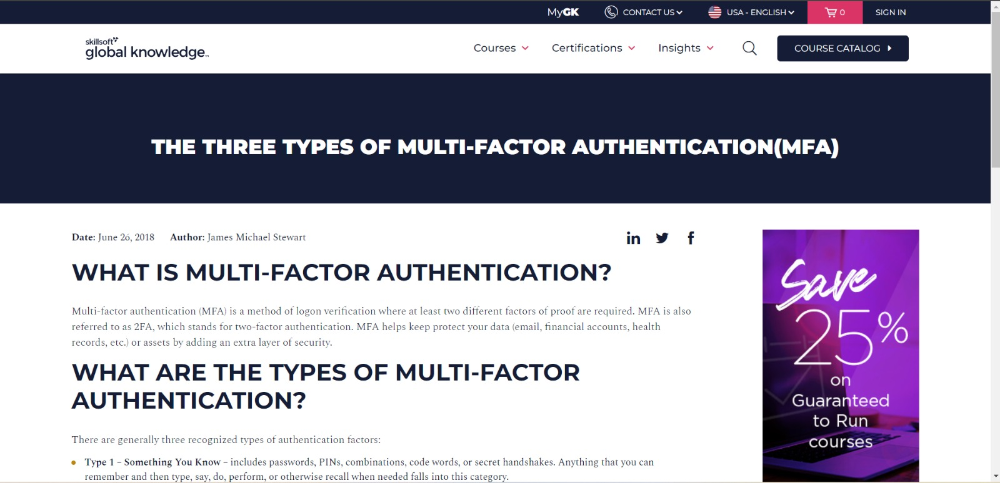 MyGK CONTACT US USA - ENGLISH 0 SIGN IN
skillsoft
global knowledge™
Courses Certifications Insights COURSE CATALOG
THE THREE TYPES OF MULTI-FACTOR AUTHENTICATION(MFA)
Date: June 26, 2018 Author: James Michael Stewart
WHAT IS MULTI-FACTOR AUTHENTICATION?
Multi-factor authentication (MFA) is a method of logon verification where at least two different factors of proof are required. MFA is also
referred to as 2FA, which stands for two-factor authentication. MFA helps keep protect your data (email, financial accounts, health
records, etc.) or assets by adding an extra layer of security.
WHAT ARE THE TYPES OF MULTI-FACTOR
AUTHENTICATION?
There are generally three recognized types of authentication factors:
• Type 1 – Something You Know – includes passwords, PINs, combinations, code words, or secret handshakes. Anything that you can
remember and then type, say, do, perform, or otherwise recall when needed falls into this category.
Save
25%
on
Guaranteed
to Run
courses